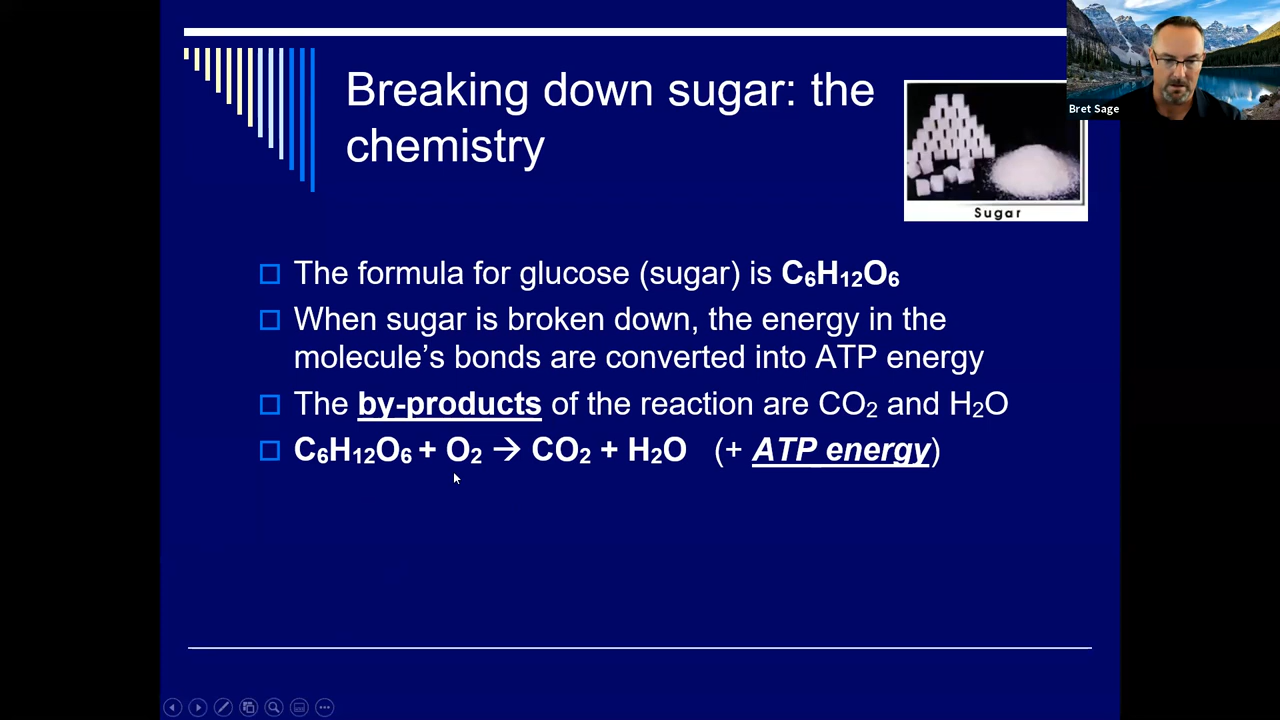 Breaking down sugar: the
chemistry
Bret Sage
Sugar
The formula for glucose (sugar) is C₆H₁₂O₆
When sugar is broken down, the energy in the
molecule’s bonds are converted into ATP energy
The by-products of the reaction are CO₂ and H₂O
C₆H₁₂O₆ + O₂ → CO₂ + H₂O (+ ATP energy)